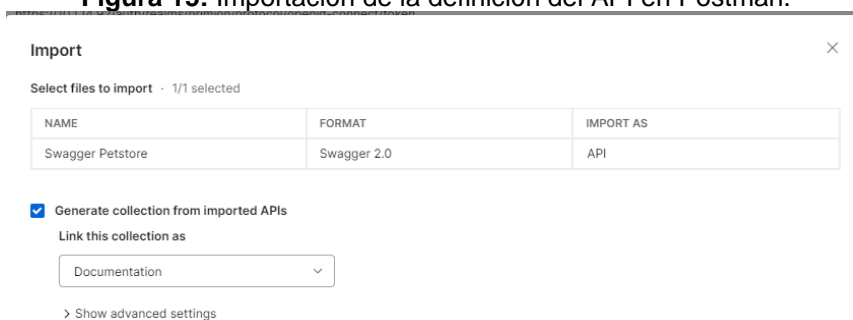 Figura 15. Importación de la definición del API en Postman.
Import
Select files to import · 1/1 selected
NAME FORMAT IMPORT AS
Swagger Petstore Swagger 2.0 API
Generate collection from imported APIs
Link this collection as
Documentation
Show advanced settings